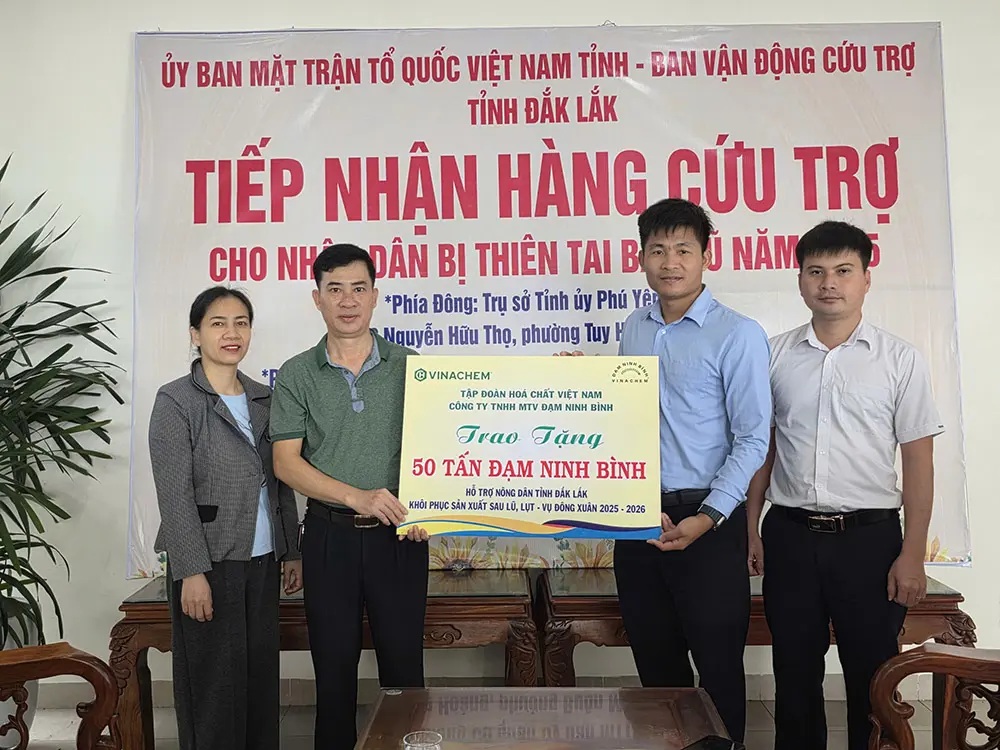 ỦY BAN MẶT TRẬN TỔ QUỐC VIỆT NAM TỈNH - BAN VẬN ĐỘNG CỨU TRỢ
TỈNH ĐẮK LẮK
TIẾP NHẬN HÀNG CỨU TRỢ
CHO NHÂN DÂN BỊ THIÊN TAI NĂM
*Phía Đông: Trụ sở Tỉnh ủy Phú Yên
Nguyễn Hữu Thọ, phường Tuy
VINACHEM
ĐẠM NINH BÌNH
VINACHEM
TẬP ĐOÀN HOÁ CHẤT VIỆT NAM
CÔNG TY TNHH MTV ĐẠM NINH BÌNH
Trao Tặng
50 TẤN ĐẠM NINH BÌNH
HỖ TRỢ NÔNG DÂN TỈNH ĐẮK LẮK
KHÔI PHỤC SẢN XUẤT SAU LŨ, LỤT - VỤ ĐÔNG XUÂN 2025 - 2026